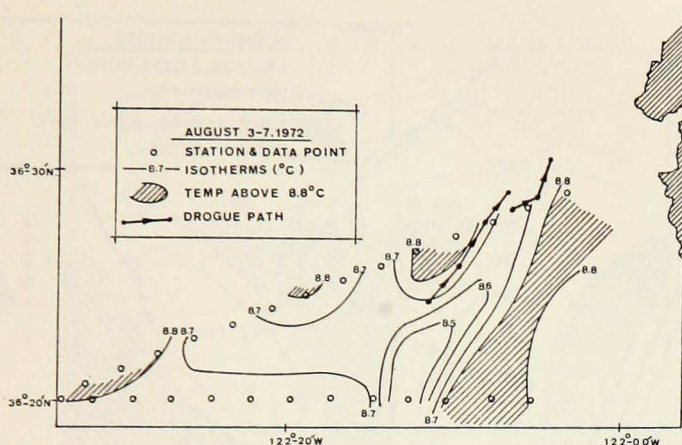 AUGUST 3-7.1972
STATION & DATA POINT
8.7 ISOTHERMS (°C)
TEMP ABOVE 8.8°C
DROGUE PATH
36°30'N
8.8
8.8
8.7
8.8
8.8
8.7
8.6
8.7
8.5
8.8
8.7
36°20'N
8.7
8.7
122°20'W
122°00'W